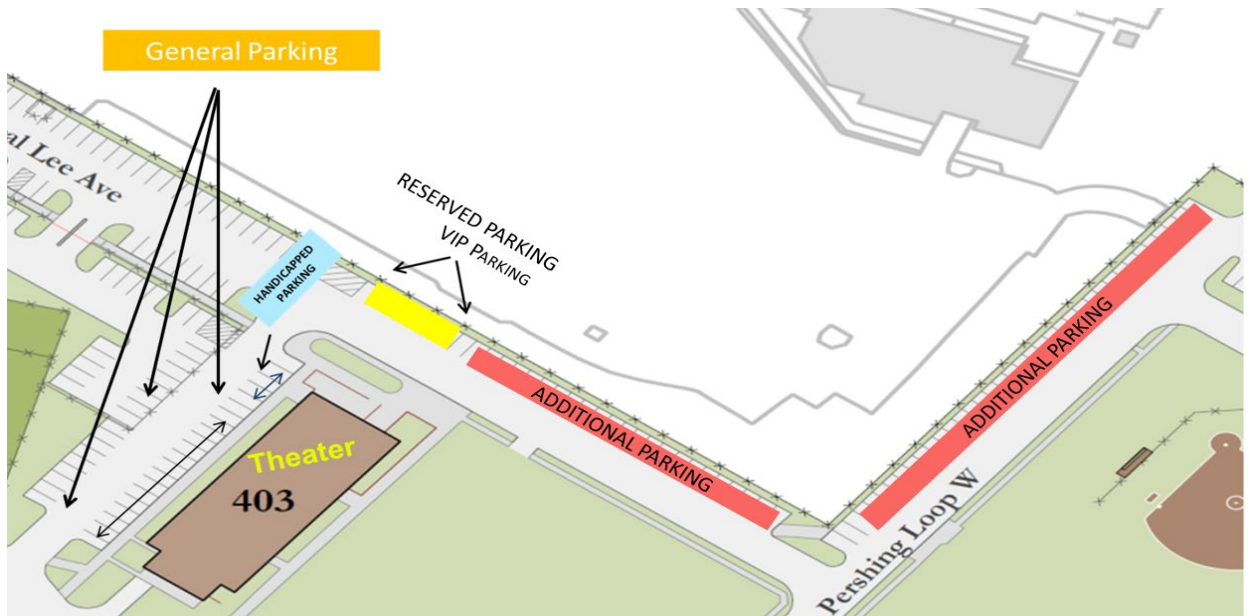 General Parking
al Lee Ave
RESERVED PARKING
VIP PARKING
HANDICAPPED
PARKING
ADDITIONAL PARKING
ADDITIONAL PARKING
Theater
403
Pershing Loop W